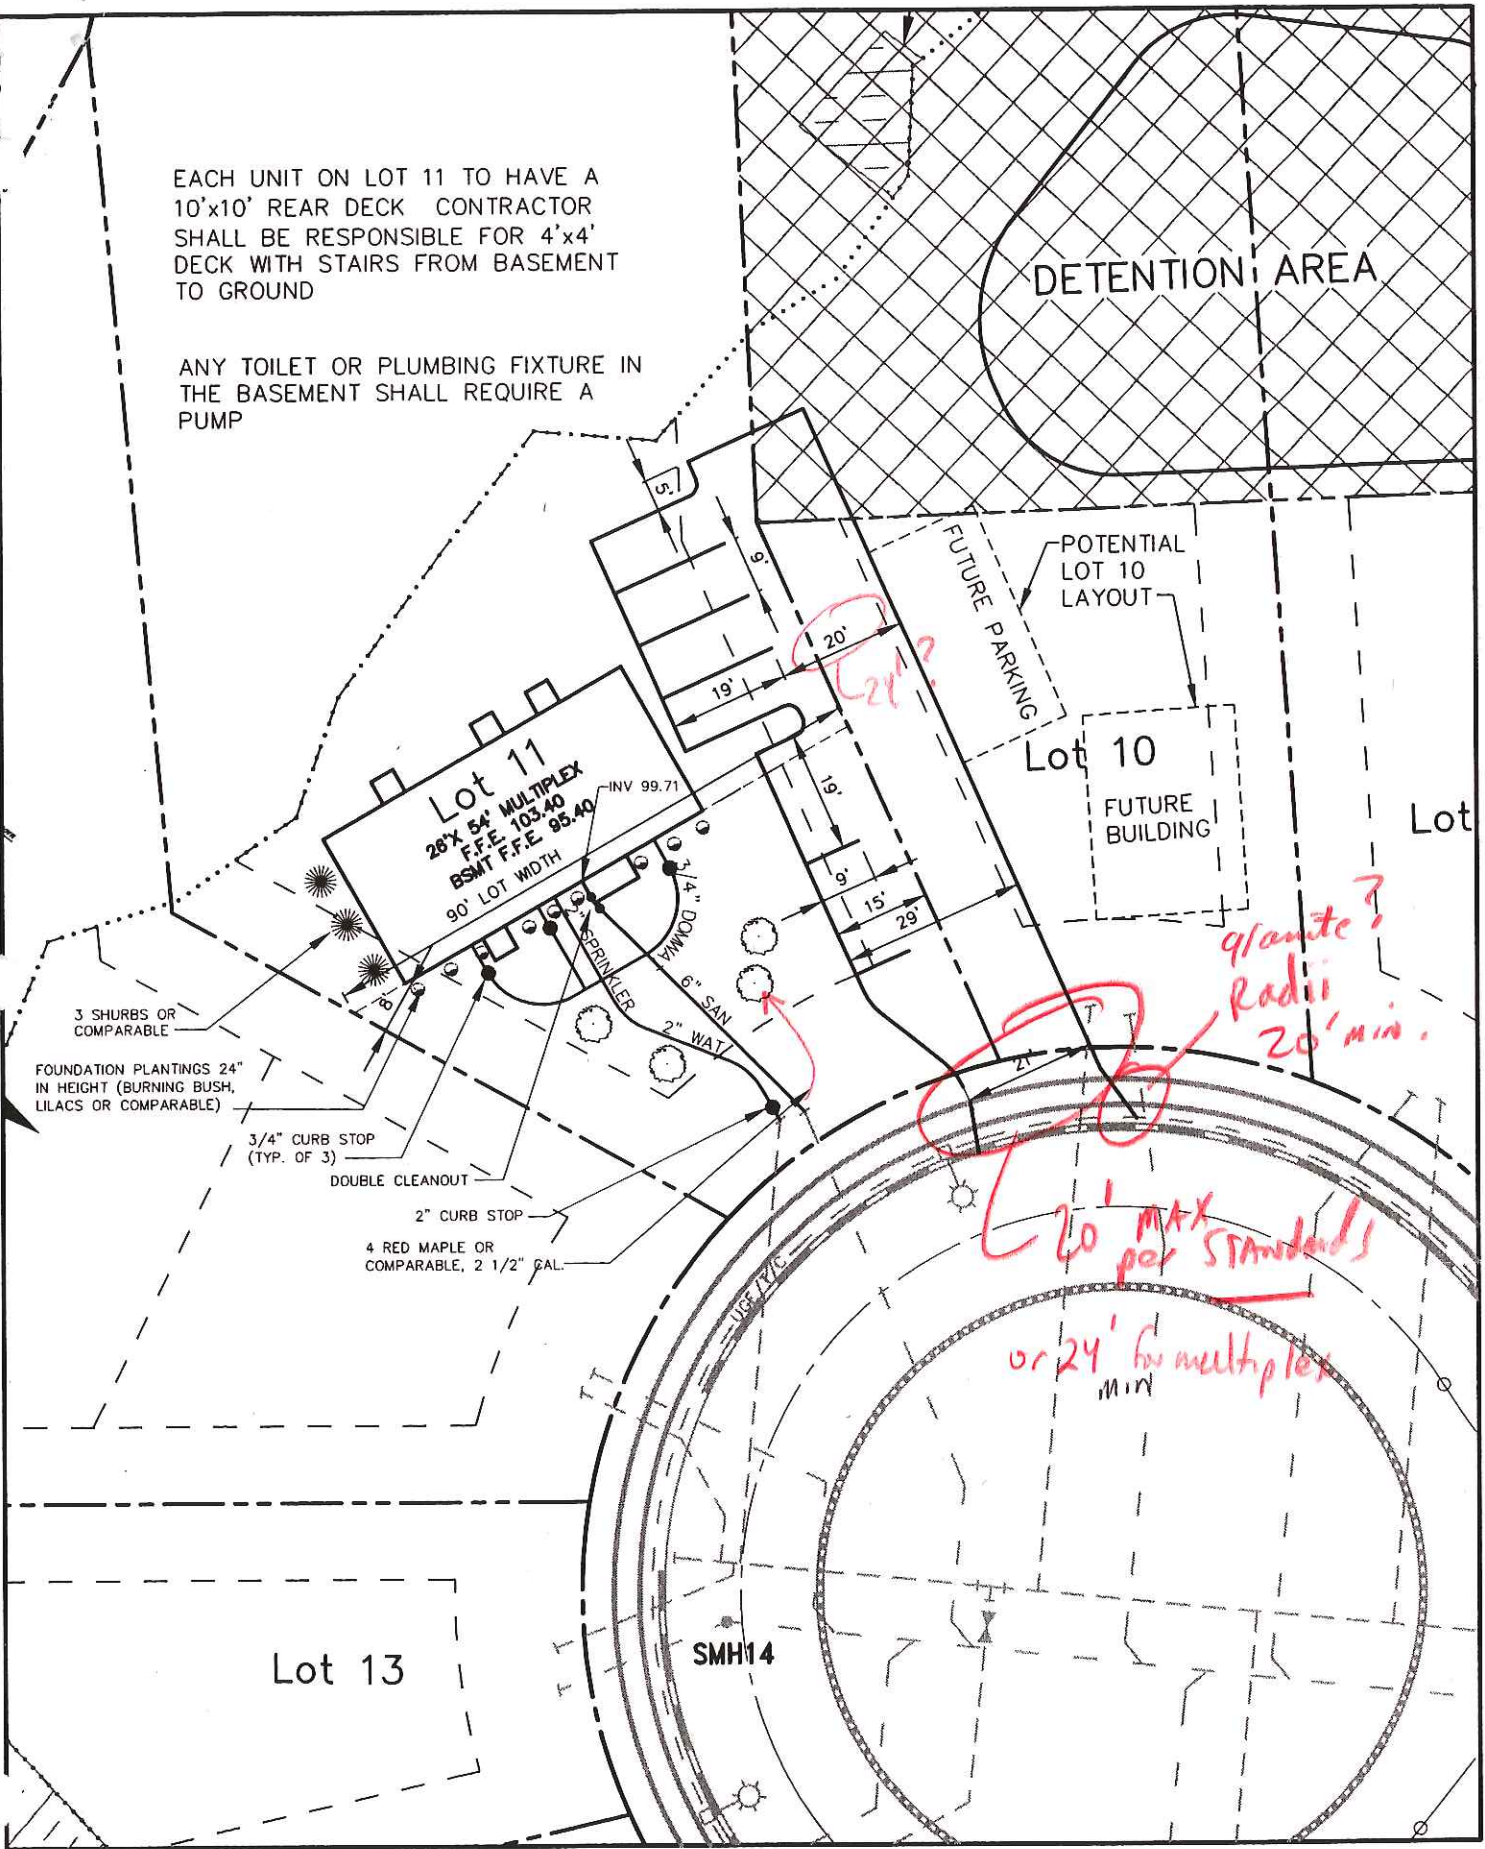 EACH UNIT ON LOT 11 TO HAVE A
10'x10' REAR DECK CONTRACTOR
SHALL BE RESPONSIBLE FOR 4'x4'
DECK WITH STAIRS FROM BASEMENT
TO GROUND
ANY TOILET OR PLUMBING FIXTURE IN
THE BASEMENT SHALL REQUIRE A
PUMP
DETENTION AREA
5'
9'
FUTURE PARKING
POTENTIAL
LOT 10
LAYOUT
20'
24'?
19'
Lot 11
26'X 54' MULTIPLEX
F.F.E. 103.40
BSMT F.F.E. 95.40
90' LOT WIDTH
INV 99.71
19'
Lot 10
FUTURE
BUILDING
Lot
9'
15'
29'
3/4" DOMWA
2" SPRINKLER
6" SAN
2" WAT
8'
granite?
Radii
20' min.
21'
3 SHURBS OR
COMPARABLE
FOUNDATION PLANTINGS 24"
IN HEIGHT (BURNING BUSH,
LILACS OR COMPARABLE)
3/4" CURB STOP
(TYP. OF 3)
DOUBLE CLEANOUT
2" CURB STOP
4 RED MAPLE OR
COMPARABLE, 2 1/2" CAL.
UGE/T/C
20' MAX
per STANDARDS
or 24' for multiplex
MIN
SMH14
Lot 13